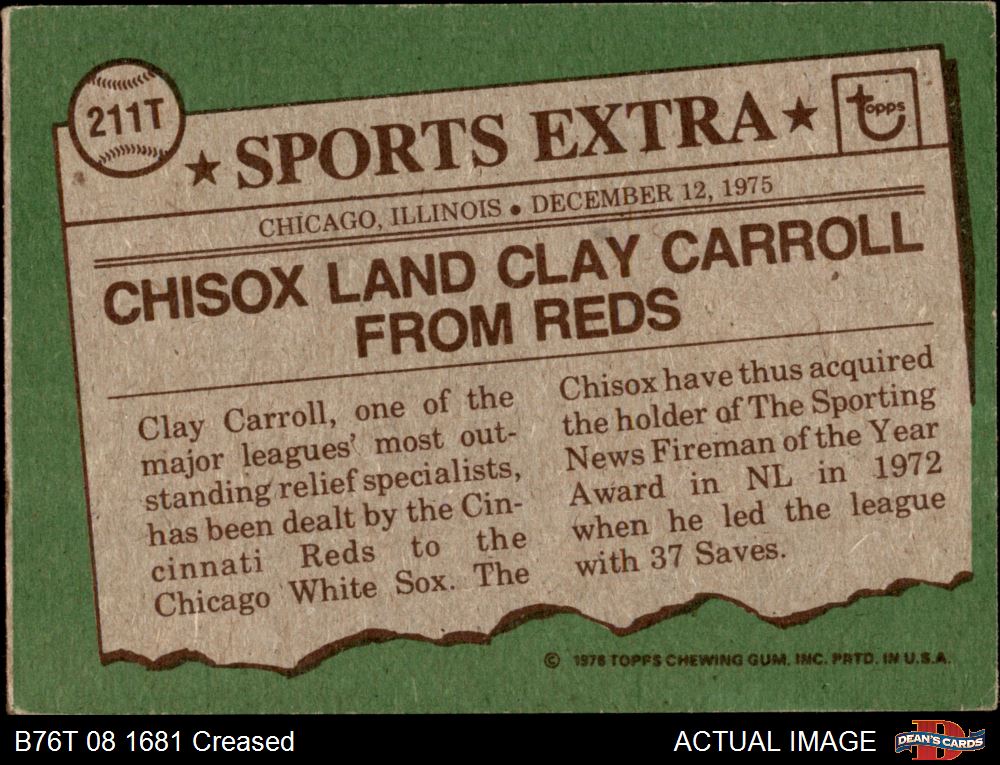 211T
★ SPORTS EXTRA ★
topps
CHICAGO, ILLINOIS • DECEMBER 12, 1975
CHISOX LAND CLAY CARROLL
FROM REDS
Clay Carroll, one of the
major leagues' most out-
standing relief specialists,
has been dealt by the Cin-
cinnati Reds to the
Chicago White Sox. The
Chisox have thus acquired
the holder of The Sporting
News Fireman of the Year
Award in NL in 1972
when he led the league
with 37 Saves.
© 1976 TOPPS CHEWING GUM, INC. PRTD. IN U.S.A.
B76T 08 1681 Creased
ACTUAL IMAGE
DEAN'S CARDS